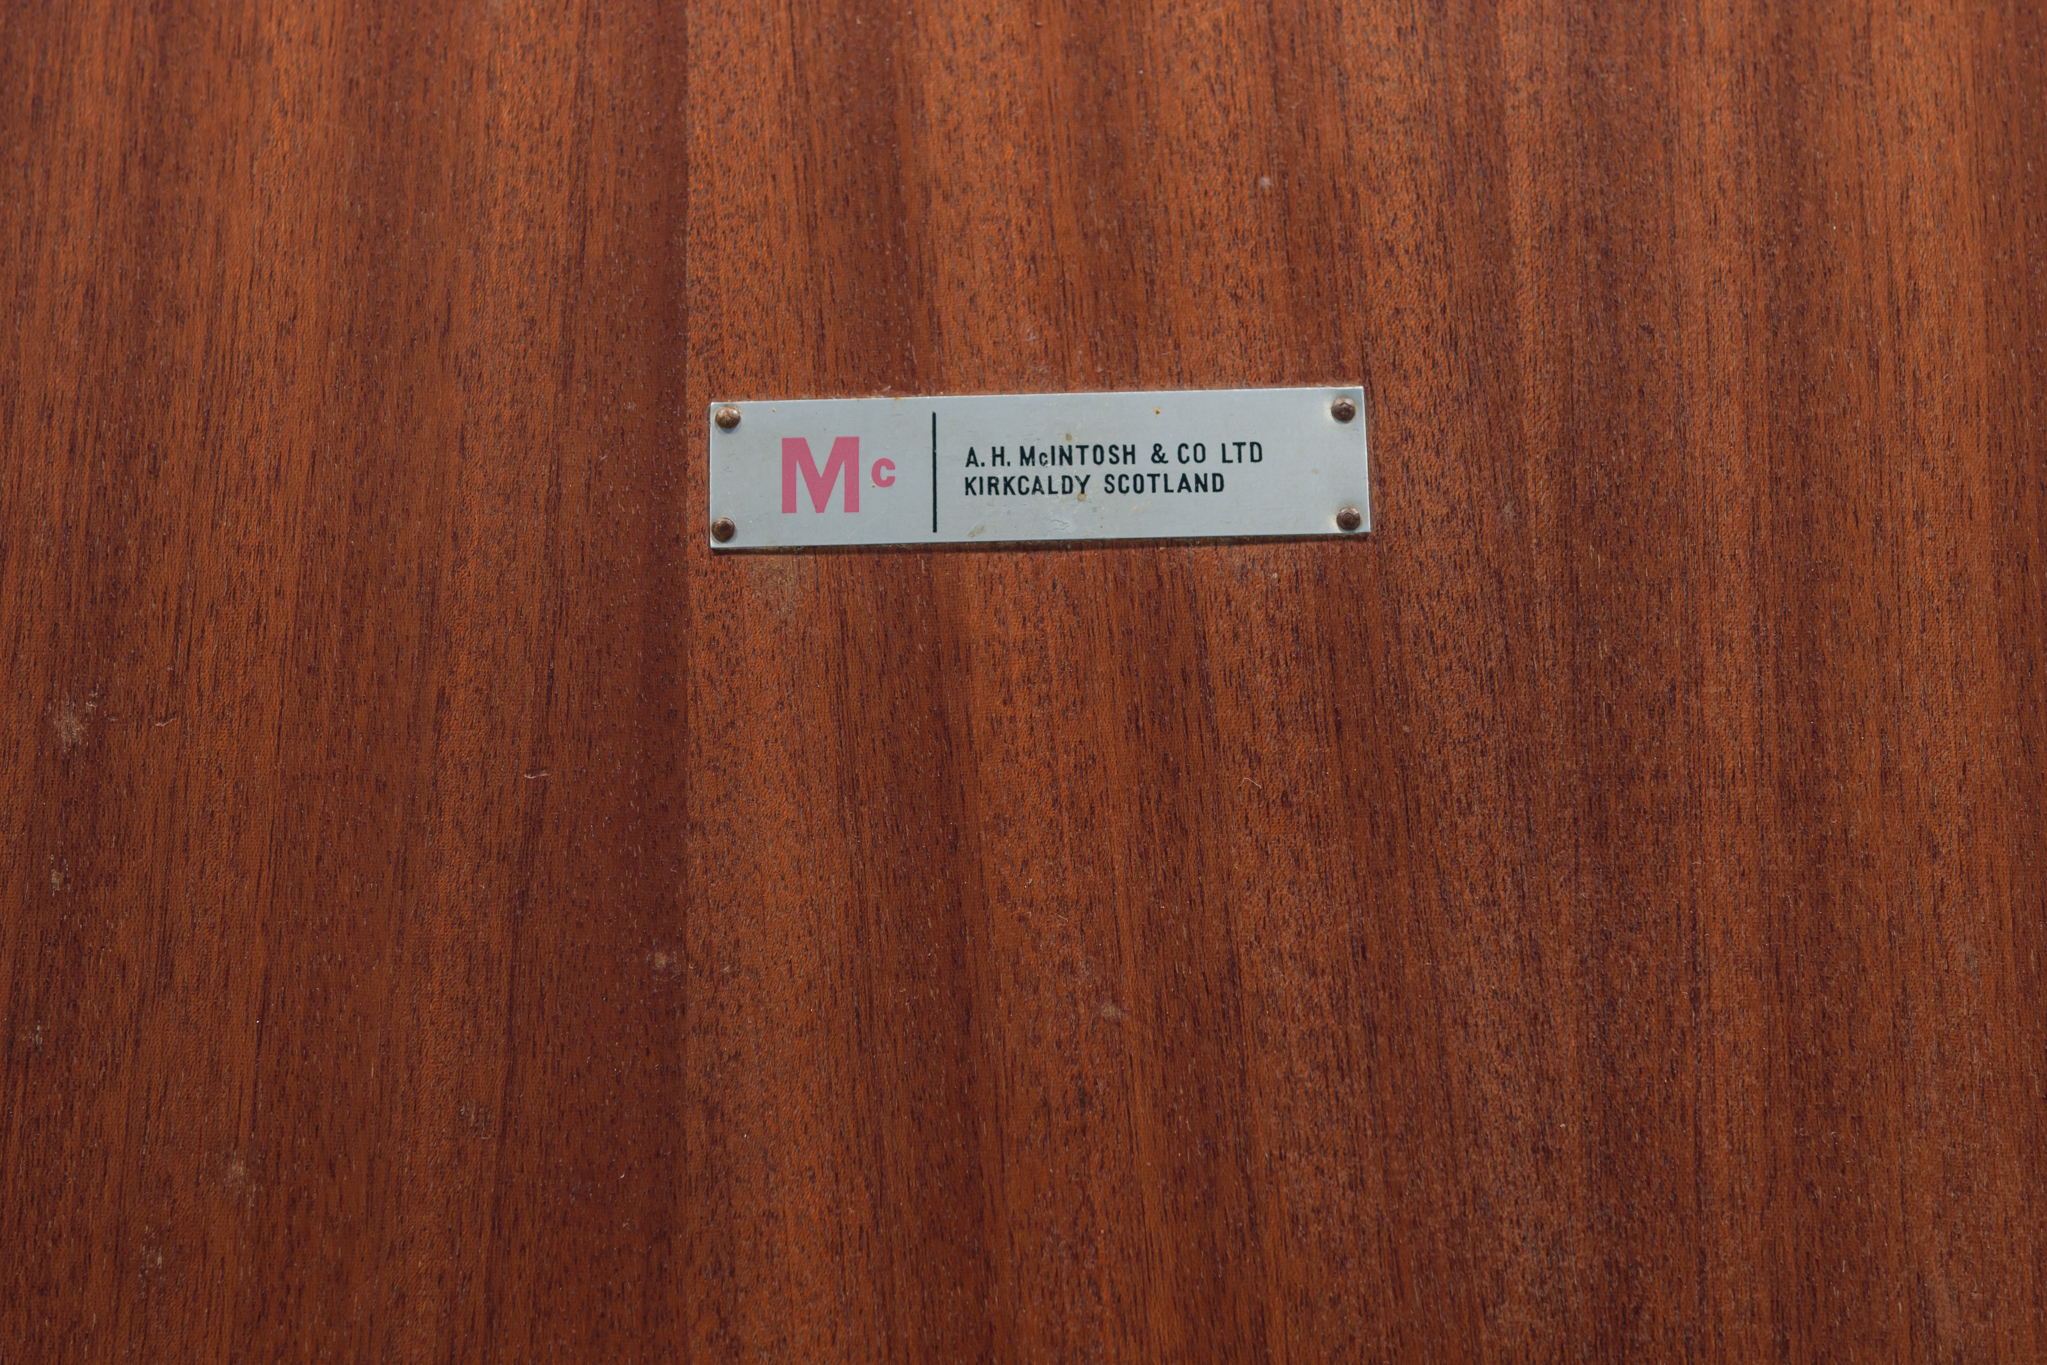 Mc
A. H. McINTOSH & CO LTD
KIRKCALDY SCOTLAND